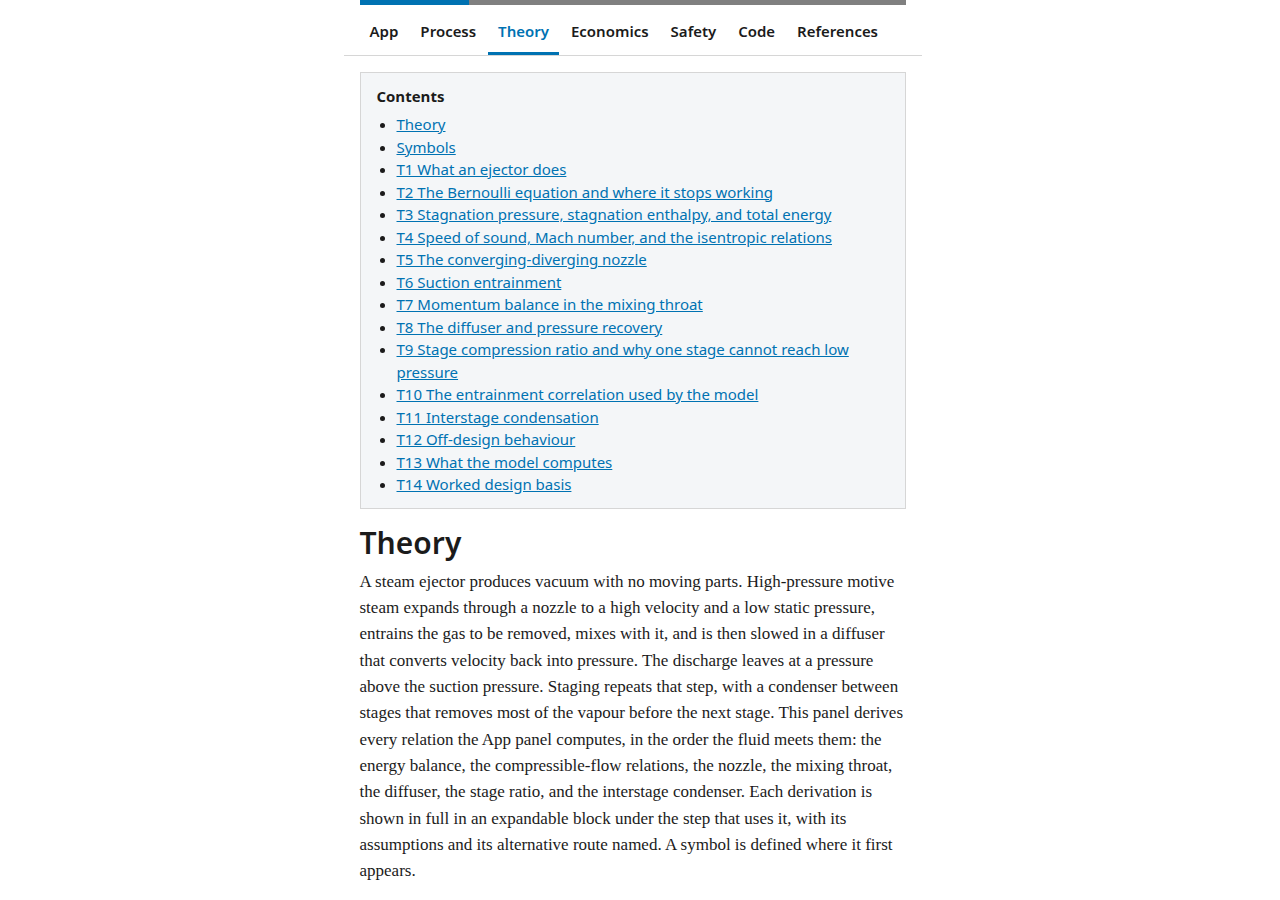 App Process Theory Economics Safety Code References
Contents
Theory
Symbols
T1 What an ejector does
T2 The Bernoulli equation and where it stops working
T3 Stagnation pressure, stagnation enthalpy, and total energy
T4 Speed of sound, Mach number, and the isentropic relations
T5 The converging-diverging nozzle
T6 Suction entrainment
T7 Momentum balance in the mixing throat
T8 The diffuser and pressure recovery
T9 Stage compression ratio and why one stage cannot reach low
pressure
T10 The entrainment correlation used by the model
T11 Interstage condensation
T12 Off-design behaviour
T13 What the model computes
T14 Worked design basis
Theory
A steam ejector produces vacuum with no moving parts. High-pressure motive
steam expands through a nozzle to a high velocity and a low static pressure,
entrains the gas to be removed, mixes with it, and is then slowed in a diffuser
that converts velocity back into pressure. The discharge leaves at a pressure
above the suction pressure. Staging repeats that step, with a condenser between
stages that removes most of the vapour before the next stage. This panel derives
every relation the App panel computes, in the order the fluid meets them: the
energy balance, the compressible-flow relations, the nozzle, the mixing throat,
the diffuser, the stage ratio, and the interstage condenser. Each derivation is
shown in full in an expandable block under the step that uses it, with its
assumptions and its alternative route named. A symbol is defined where it first
appears.